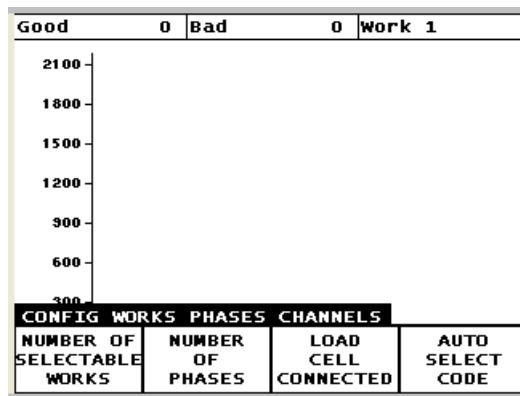 Good 0 Bad 0 Work 1
2100
1800
1500
1200
900
600
300
CONFIG WORKS PHASES CHANNELS
NUMBER OF SELECTABLE WORKS
NUMBER OF PHASES
LOAD CELL CONNECTED
AUTO SELECT CODE